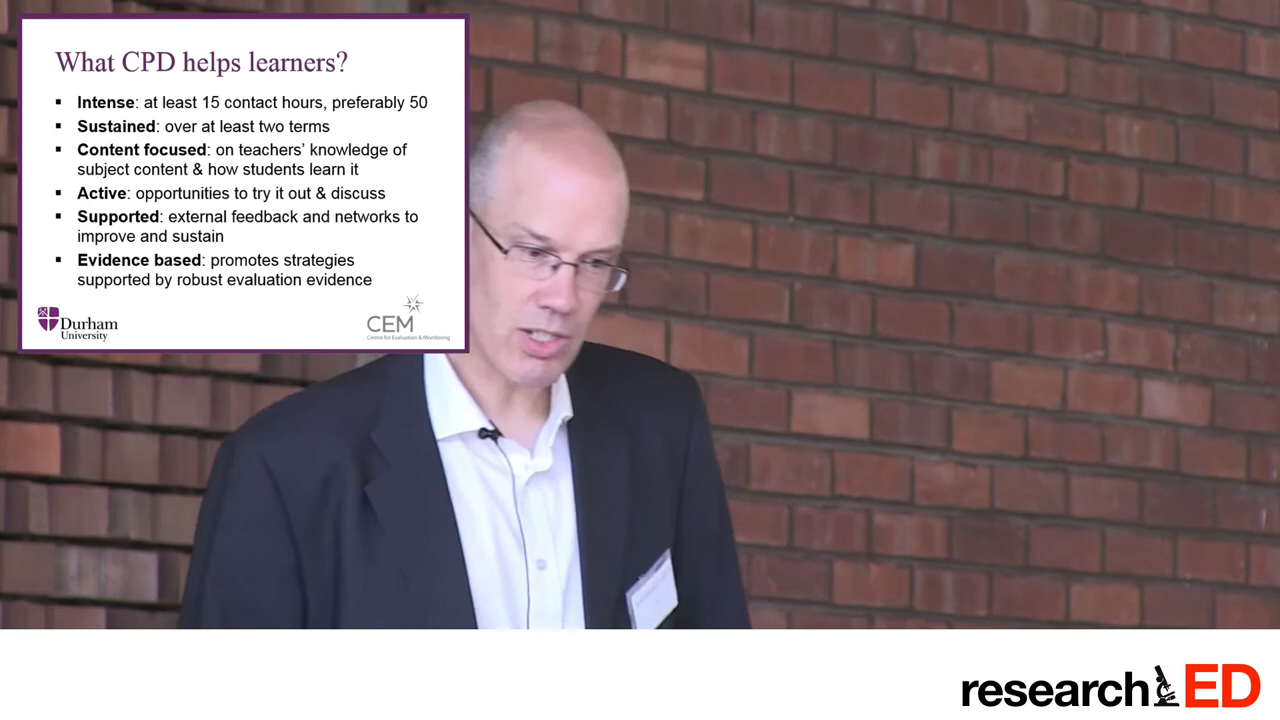 What CPD helps learners?
▪ Intense: at least 15 contact hours, preferably 50
▪ Sustained: over at least two terms
▪ Content focused: on teachers' knowledge of
subject content & how students learn it
▪ Active: opportunities to try it out & discuss
▪ Supported: external feedback and networks to
improve and sustain
▪ Evidence based: promotes strategies
supported by robust evaluation evidence
Durham
University
CEM
Centre for Evaluation & Monitoring
researchED